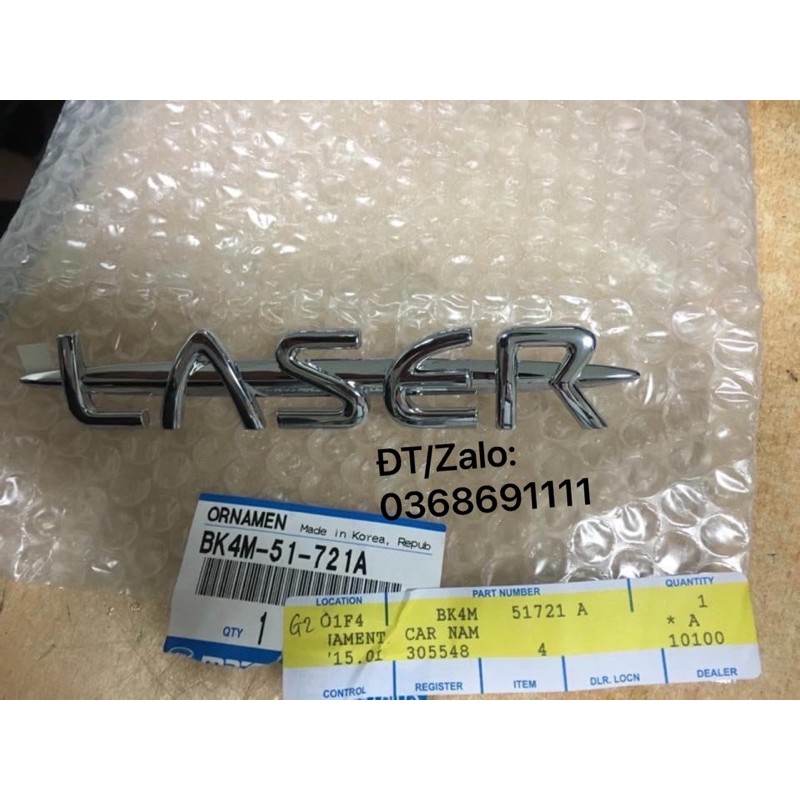 LASER
ĐT/Zalo:
0368691111
ORNAMEN Made in Korea, Repub
BK4M-51-721A
QTY 1
LOCATION PART NUMBER QUANTITY
G2 01F4 BK4M 51721 A 1
NAMENT CAR NAM * A
'15.01 305548 4 10100
CONTROL REGISTER ITEM DLR. LOCN DEALER